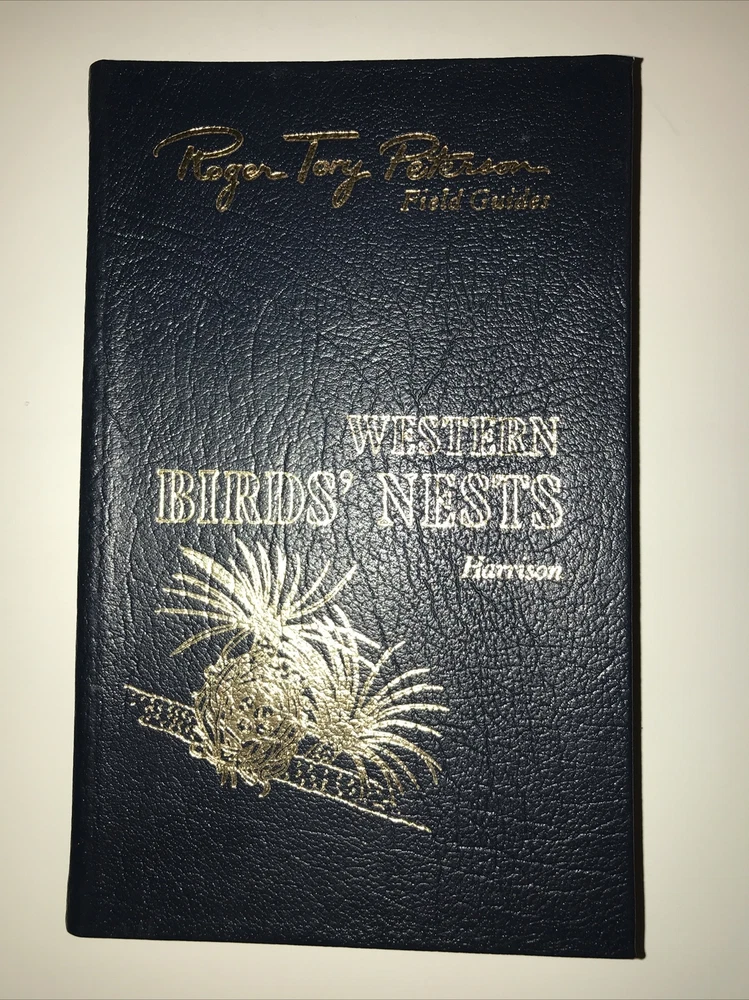 Roger Tory Peterson
Field Guides
WESTERN
BIRDS' NESTS
Harrison